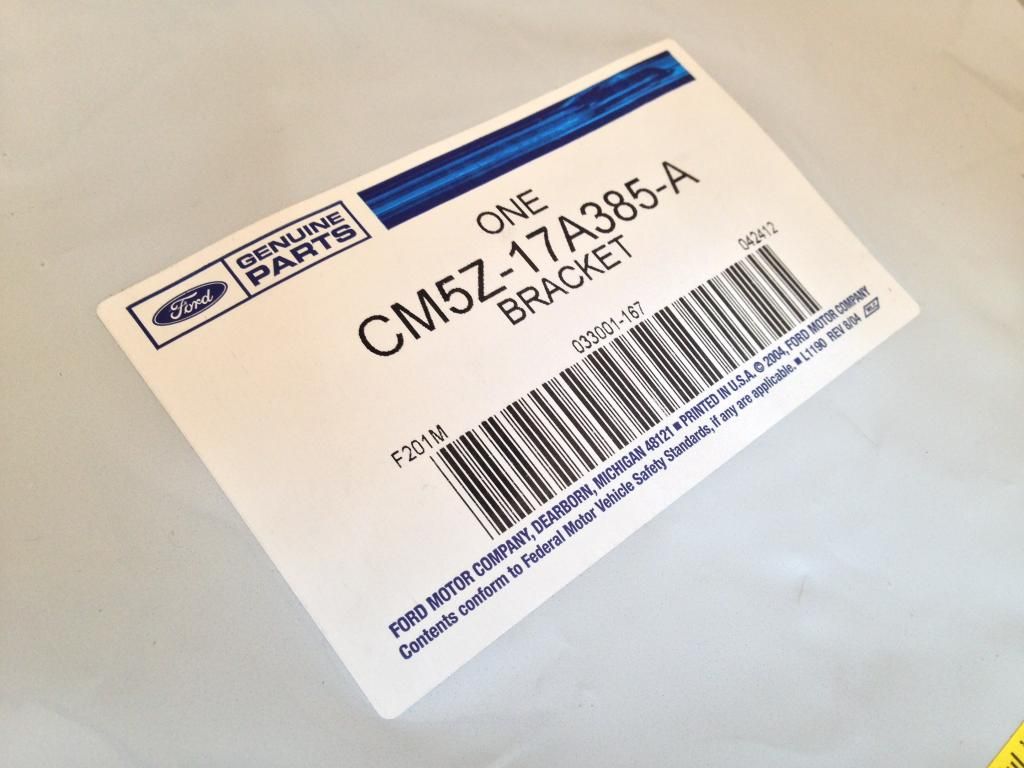 Ford
GENUINE
PARTS
ONE
CM5Z-17A385-A
BRACKET
033001-167
042412
F201M
FORD MOTOR COMPANY, DEARBORN, MICHIGAN 48121 ■ PRINTED IN U.S.A. © 2004, FORD MOTOR COMPANY
Contents conform to Federal Motor Vehicle Safety Standards, if any are applicable. ■ L1190 REV 8/04